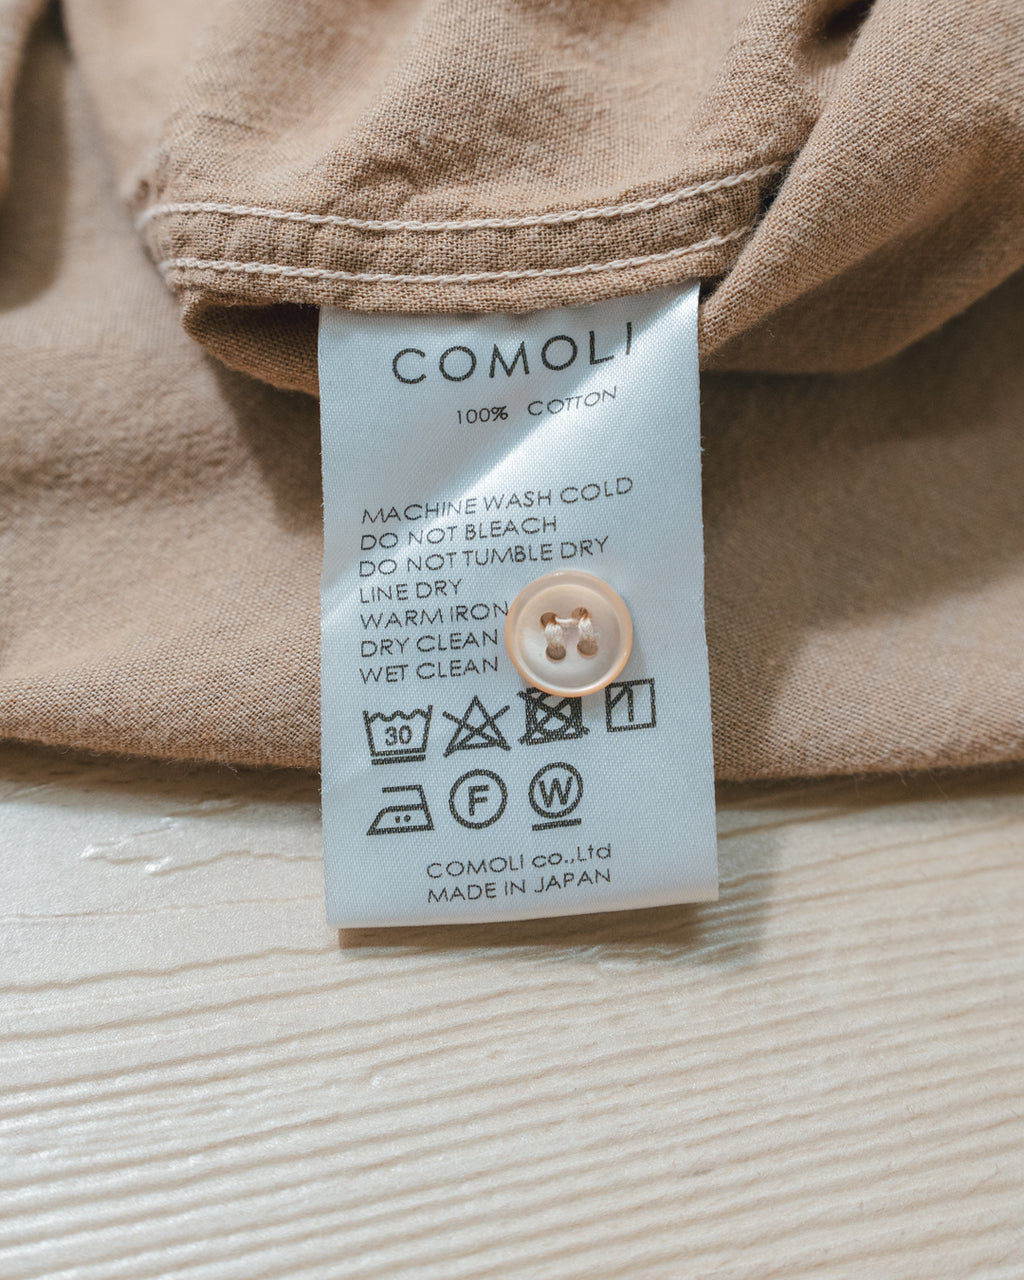 COMOLI
100% COTTON
MACHINE WASH COLD
DO NOT BLEACH
DO NOT TUMBLE DRY
LINE DRY
WARM IRON
DRY CLEAN
WET CLEAN
30
F W
COMOLI co.,Ltd
MADE IN JAPAN